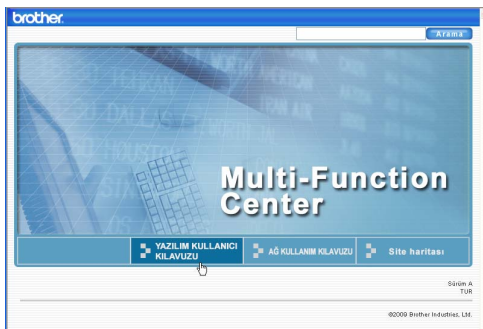 brother.
Arama
Multi-Function
Center
YAZILIM KULLANICI
KILAVUZU
AĞ KULLANIM KILAVUZU
Site haritası
Sürüm A
TUR
©2009 Brother Industries, Ltd.